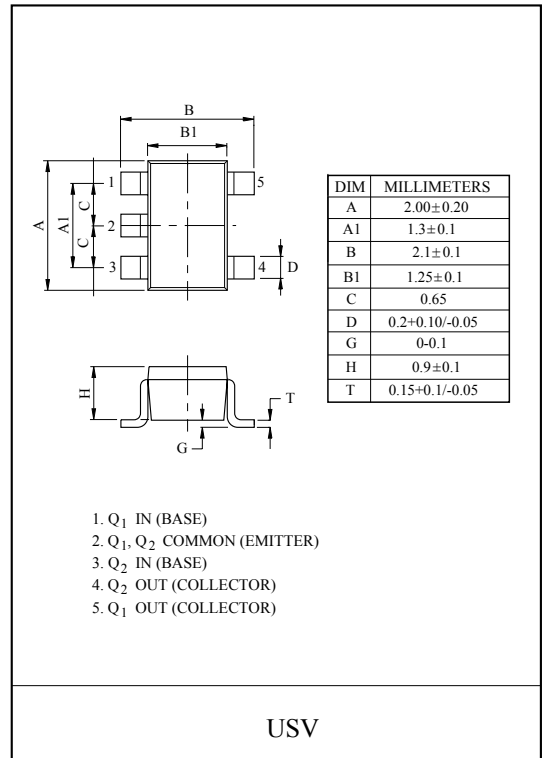 B
B1
1
5
A
A1
C
2
C
3
4
D
H
T
G
DIM MILLIMETERS
A 2.00±0.20
A1 1.3±0.1
B 2.1±0.1
B1 1.25±0.1
C 0.65
D 0.2+0.10/-0.05
G 0-0.1
H 0.9±0.1
T 0.15+0.1/-0.05
1. Q1 IN (BASE)
2. Q1, Q2 COMMON (EMITTER)
3. Q2 IN (BASE)
4. Q2 OUT (COLLECTOR)
5. Q1 OUT (COLLECTOR)
USV